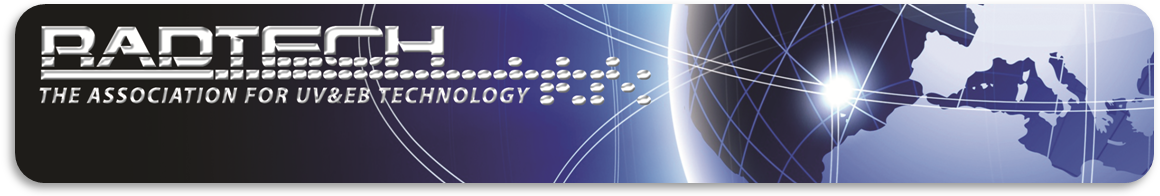 RADTECH
THE ASSOCIATION FOR UV&EB TECHNOLOGY